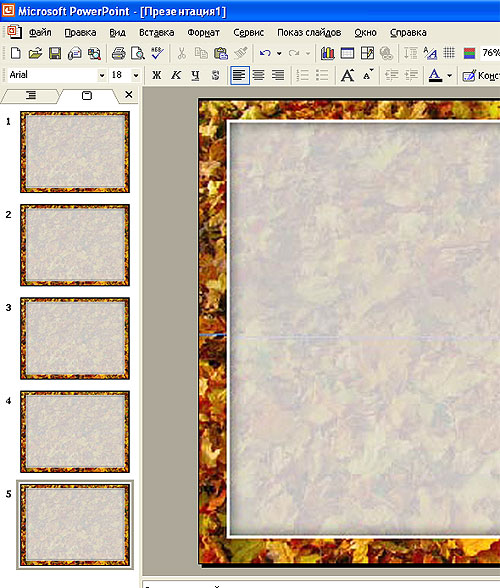 Microsoft PowerPoint - [Презентация1]
Файл Правка Вид Вставка Формат Сервис Показ слайдов Окно Справка
76%
Arial 18 Ж К Ч S A A A Конс
1
2
3
4
5